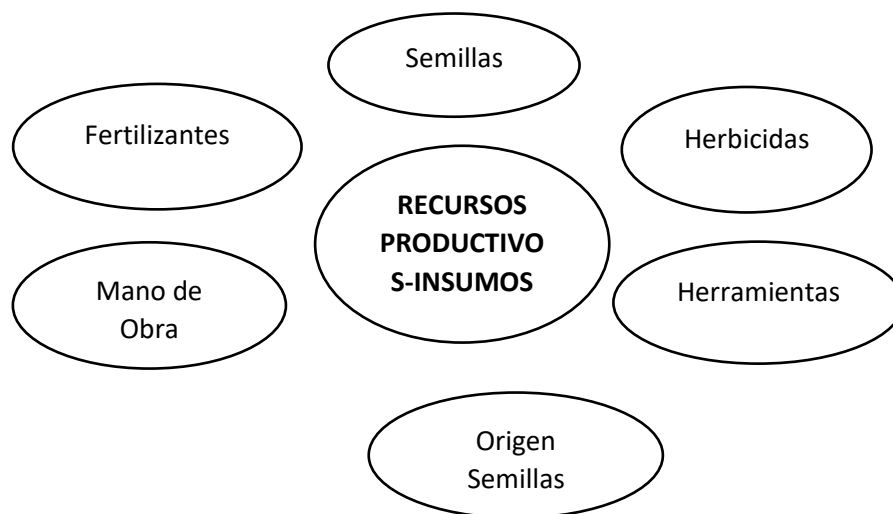 Semillas
Fertilizantes
Herbicidas
RECURSOS
PRODUCTIVO
S-INSUMOS
Mano de
Obra
Herramientas
Origen
Semillas